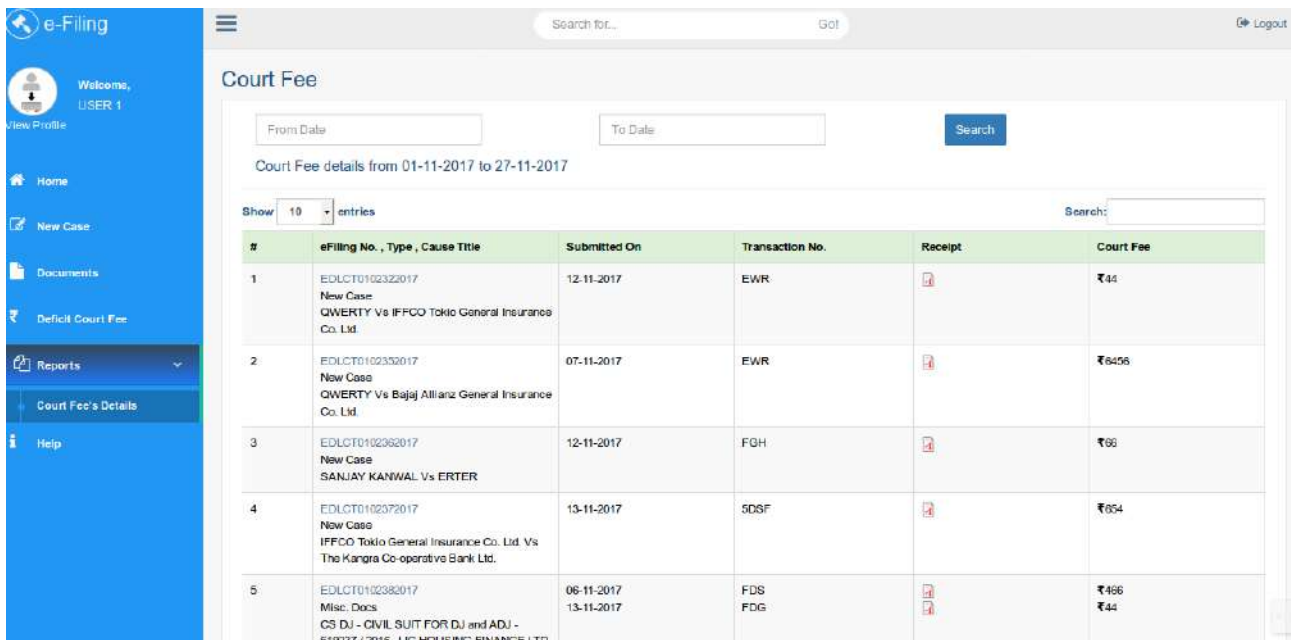 e-Filing
Search for...
Go!
Logout
Welcome,
USER 1
View Profile
Home
New Case
Documents
₹ Deficit Court Fee
Reports
Court Fee's Details
Help
Court Fee
From Date
To Date
Search
Court Fee details from 01-11-2017 to 27-11-2017
Show 10 entries
Search:
# eFiling No. , Type , Cause Title Submitted On Transaction No. Receipt Court Fee
1 EDLCT0102322017 12-11-2017 EWR ₹44
New Case
QWERTY Vs IFFCO Tokio General Insurance
Co. Ltd.
2 EDLCT0102352017 07-11-2017 EWR ₹6456
New Case
QWERTY Vs Bajaj Allianz General Insurance
Co. Ltd.
3 EDLCT0102362017 12-11-2017 FGH ₹66
New Case
SANJAY KANWAL Vs ERTER
4 EDLCT0102372017 13-11-2017 5DSF ₹654
New Case
IFFCO Tokio General Insurance Co. Ltd. Vs
The Kangra Co-operative Bank Ltd.
5 EDLCT0102382017 06-11-2017 FDS ₹466
Misc. Docs 13-11-2017 FDG ₹44
CS DJ - CIVIL SUIT FOR DJ and ADJ -